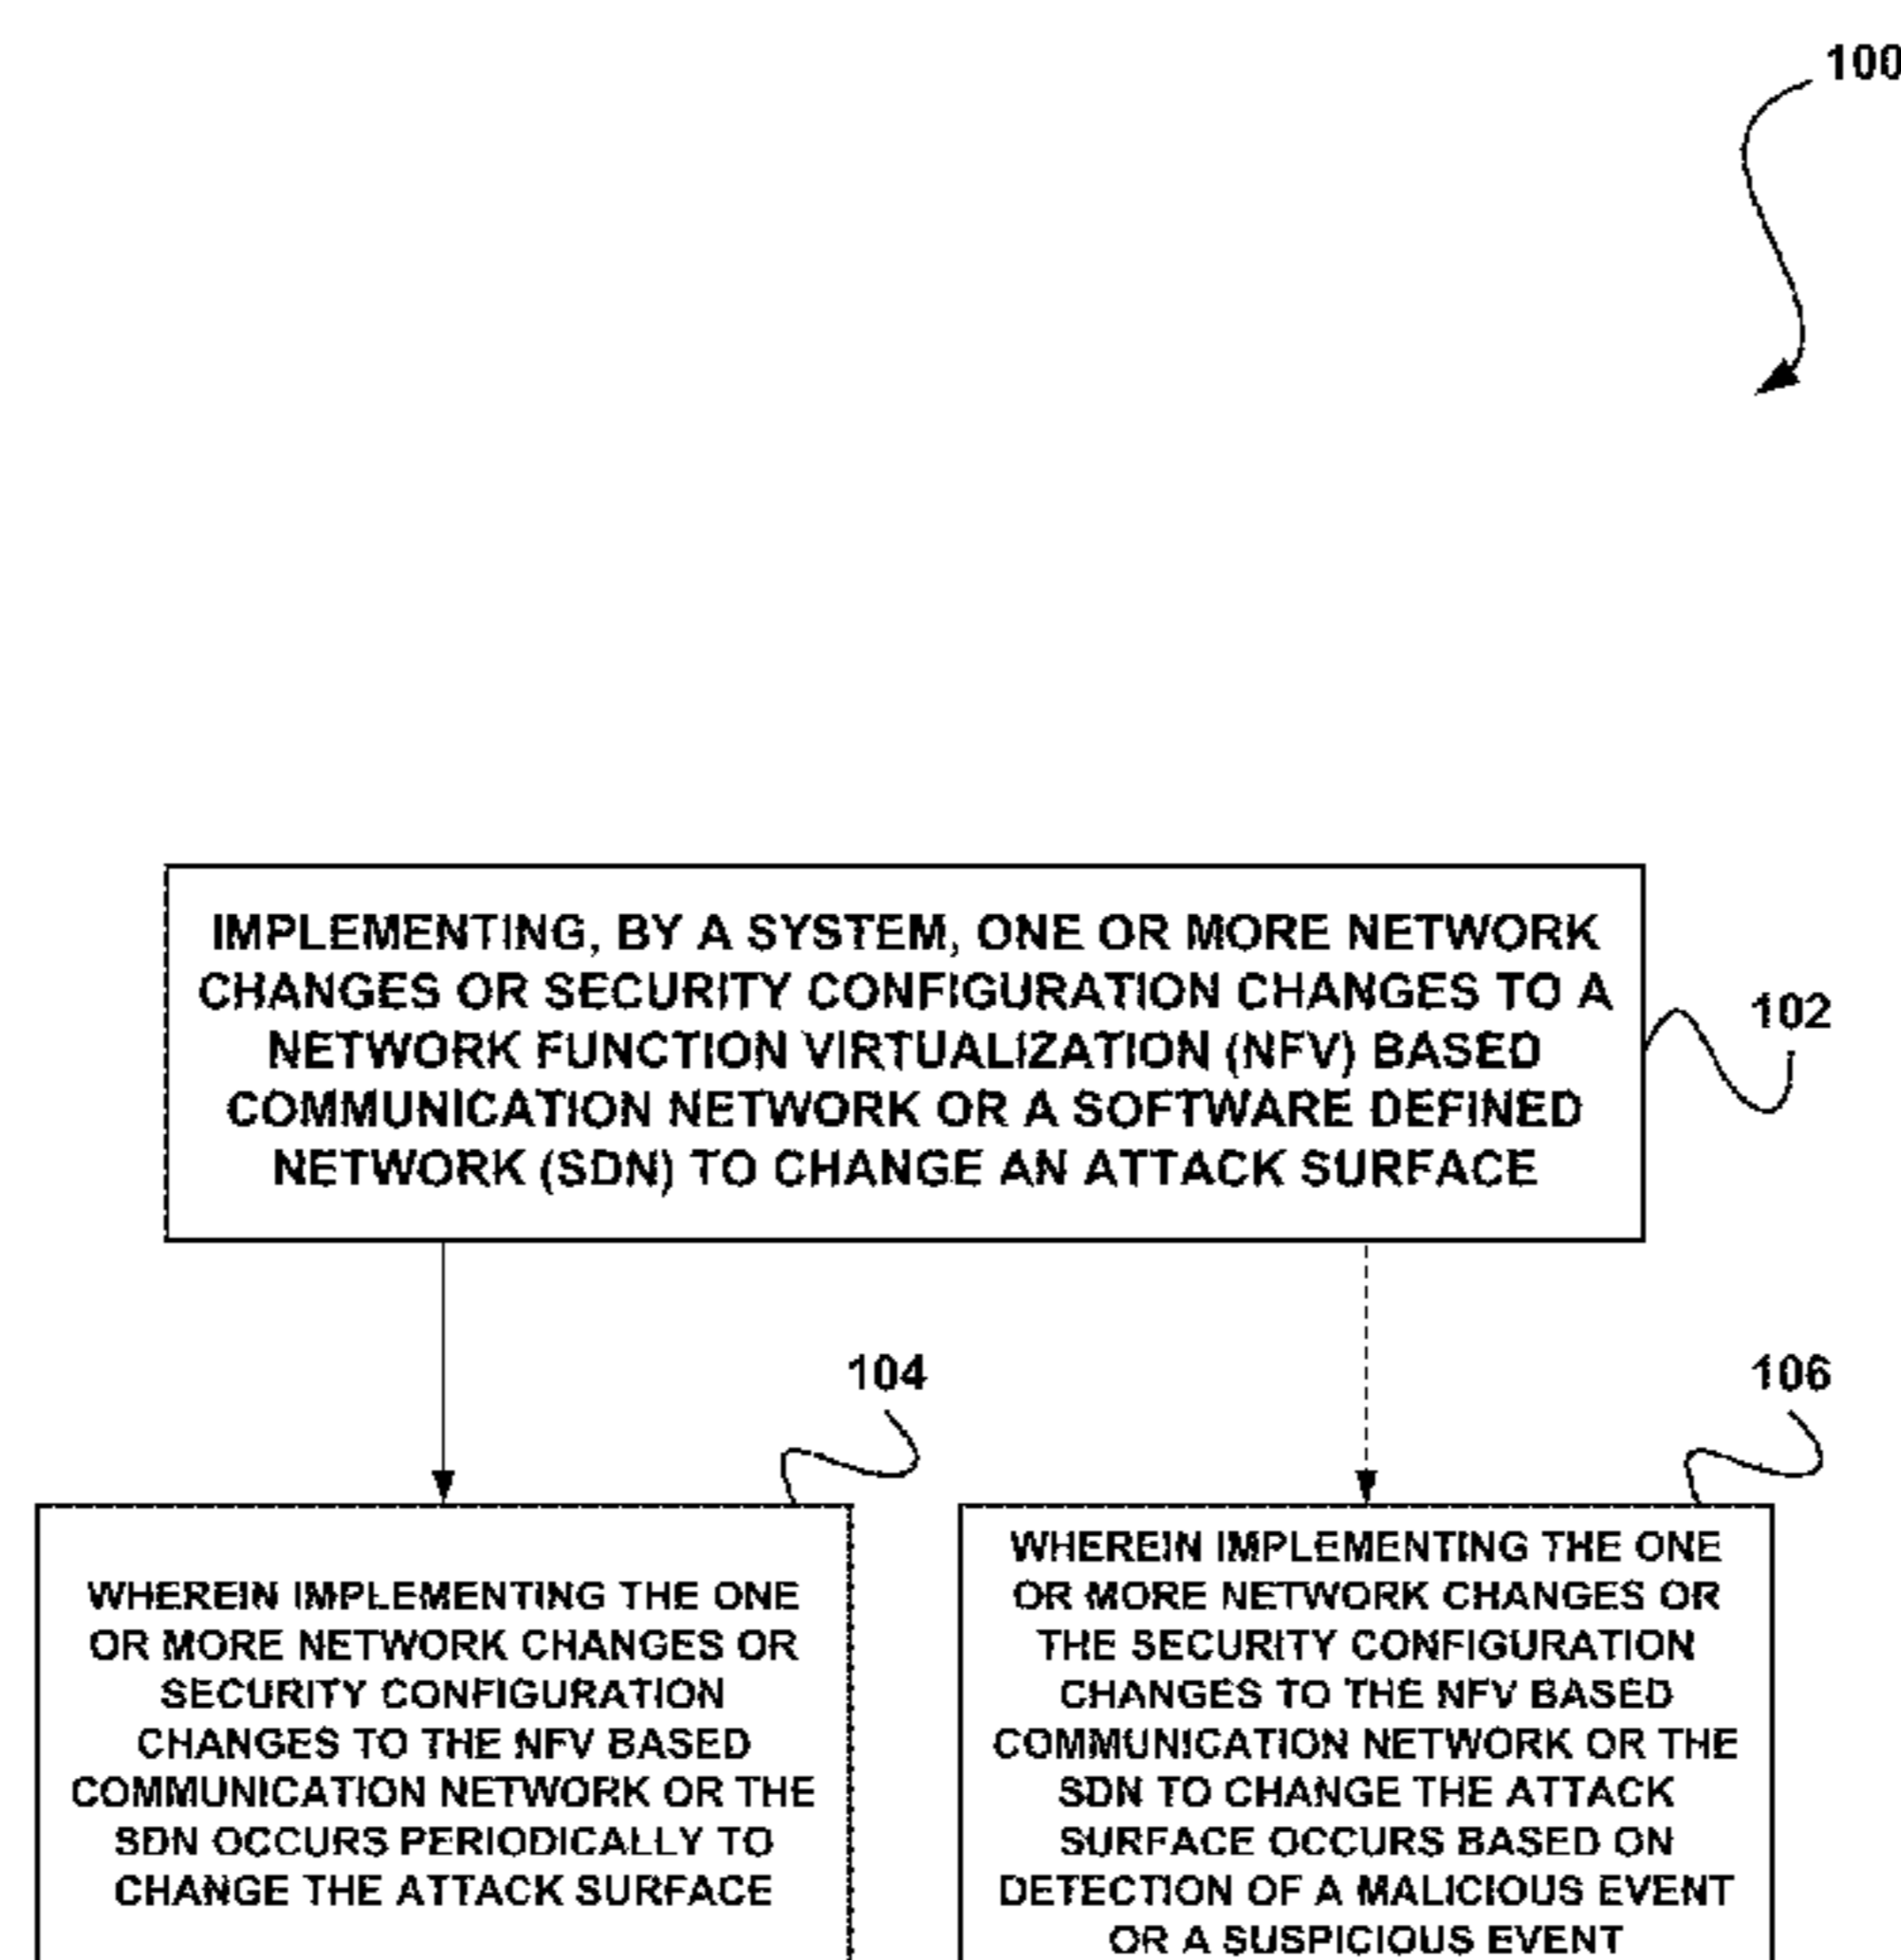 100
IMPLEMENTING, BY A SYSTEM, ONE OR MORE NETWORK
CHANGES OR SECURITY CONFIGURATION CHANGES TO A
NETWORK FUNCTION VIRTUALIZATION (NFV) BASED
COMMUNICATION NETWORK OR A SOFTWARE DEFINED
NETWORK (SDN) TO CHANGE AN ATTACK SURFACE
102
104
WHEREIN IMPLEMENTING THE ONE
OR MORE NETWORK CHANGES OR
SECURITY CONFIGURATION
CHANGES TO THE NFV BASED
COMMUNICATION NETWORK OR THE
SDN OCCURS PERIODICALLY TO
CHANGE THE ATTACK SURFACE
106
WHEREIN IMPLEMENTING THE ONE
OR MORE NETWORK CHANGES OR
THE SECURITY CONFIGURATION
CHANGES TO THE NFV BASED
COMMUNICATION NETWORK OR THE
SDN TO CHANGE THE ATTACK
SURFACE OCCURS BASED ON
DETECTION OF A MALICIOUS EVENT
OR A SUSPICIOUS EVENT